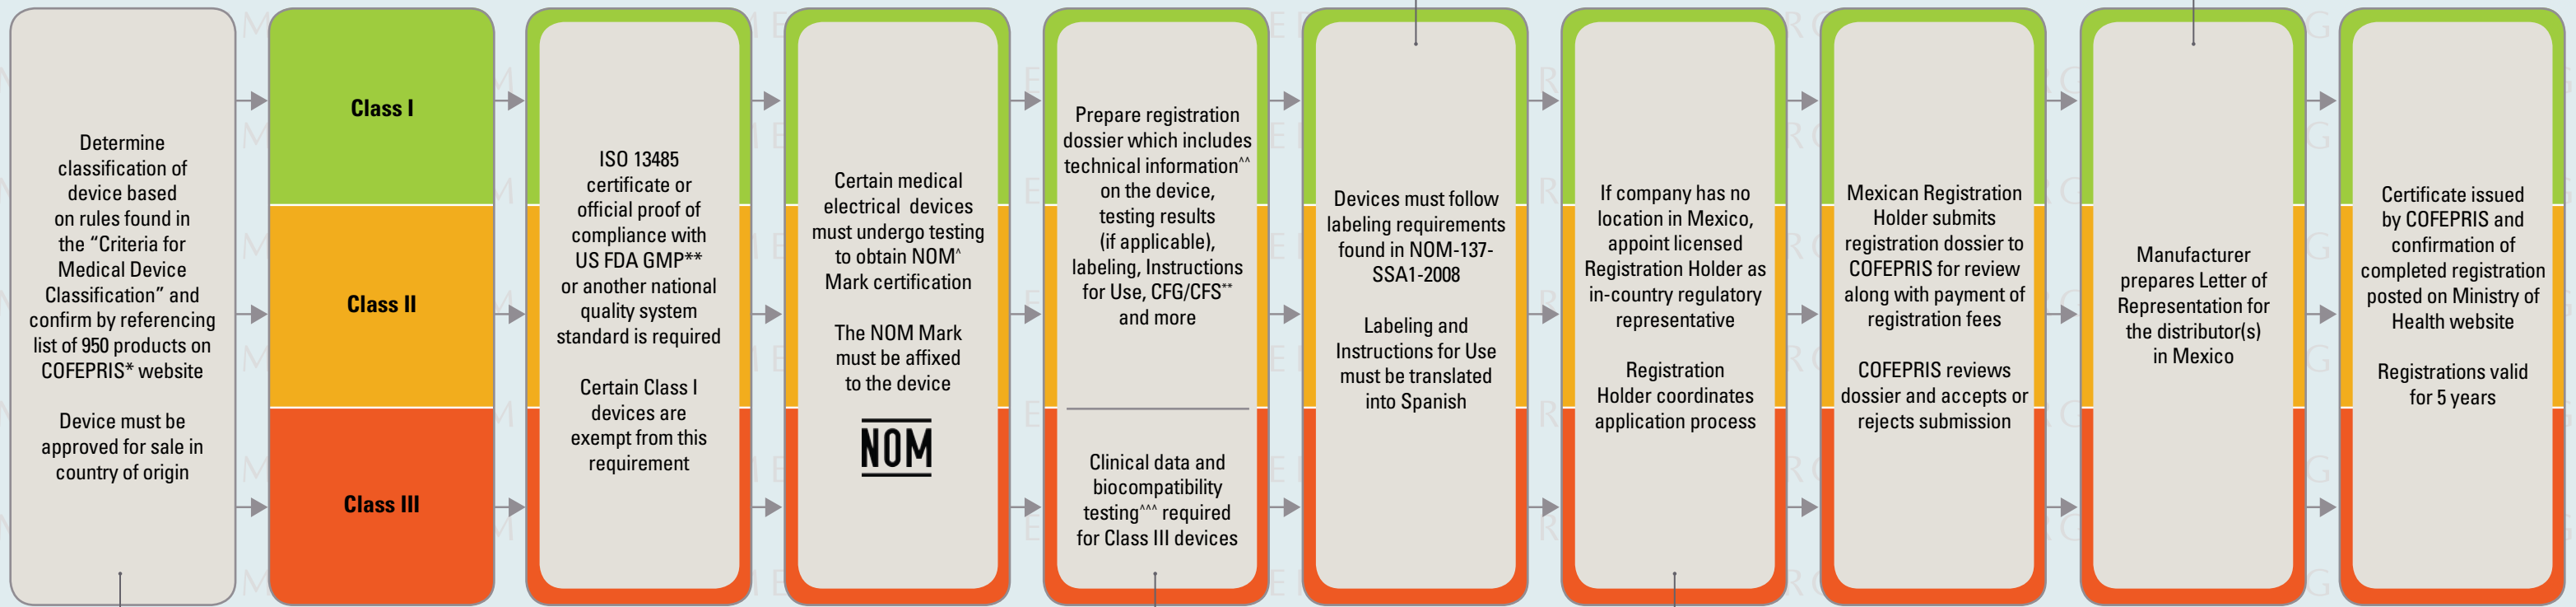 Determine
classification of
device based
on rules found in
the “Criteria for
Medical Device
Classification” and
confirm by referencing
list of 950 products on
COFEPRIS* website
Device must be
approved for sale in
country of origin
Class I
Class II
Class III
ISO 13485
certificate or
official proof of
compliance with
US FDA GMP**
or another national
quality system
standard is required
Certain Class I
devices are
exempt from this
requirement
Certain medical
electrical devices
must undergo testing
to obtain NOM^
Mark certification
The NOM Mark
must be affixed
to the device
NOM
Prepare registration
dossier which includes
technical information^^
on the device,
testing results
(if applicable),
labeling, Instructions
for Use, CFG/CFS**
and more
Clinical data and
biocompatibility
testing^^^ required
for Class III devices
Devices must follow
labeling requirements
found in NOM-137-
SSA1-2008
Labeling and
Instructions for Use
must be translated
into Spanish
If company has no
location in Mexico,
appoint licensed
Registration Holder as
in-country regulatory
representative
Registration
Holder coordinates
application process
Mexican Registration
Holder submits
registration dossier to
COFEPRIS for review
along with payment of
registration fees
COFEPRIS reviews
dossier and accepts or
rejects submission
Manufacturer
prepares Letter of
Representation for
the distributor(s)
in Mexico
Certificate issued
by COFEPRIS and
confirmation of
completed registration
posted on Ministry of
Health website
Registrations valid
for 5 years